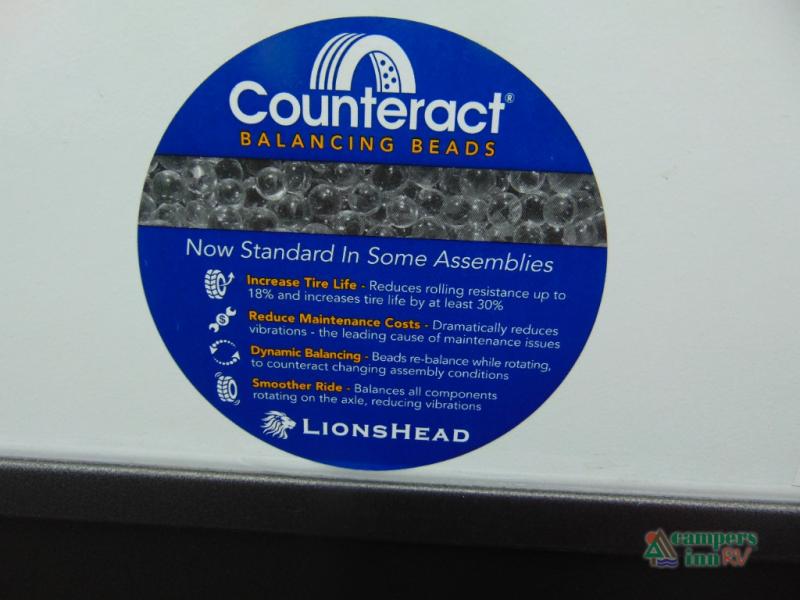 Counteract®
BALANCING BEADS
Now Standard In Some Assemblies
Increase Tire Life - Reduces rolling resistance up to
18% and increases tire life by at least 30%
$
Reduce Maintenance Costs - Dramatically reduces
vibrations - the leading cause of maintenance issues
Dynamic Balancing - Beads re-balance while rotating,
to counteract changing assembly conditions
Smoother Ride - Balances all components
rotating on the axle, reducing vibrations
LIONSHEAD
campers
inn RV